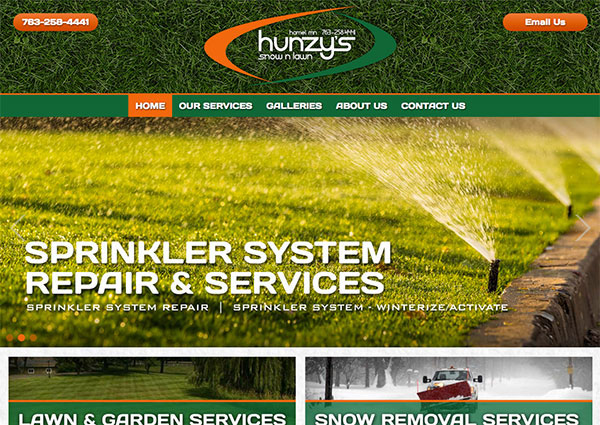 763-258-4441
Email Us
hamel mn 763-258-4441
hunzy's
snow n lawn
HOME OUR SERVICES GALLERIES ABOUT US CONTACT US
SPRINKLER SYSTEM
REPAIR & SERVICES
SPRINKLER SYSTEM REPAIR | SPRINKLER SYSTEM - WINTERIZE/ACTIVATE
LAWN & GARDEN SERVICES
SNOW REMOVAL SERVICES